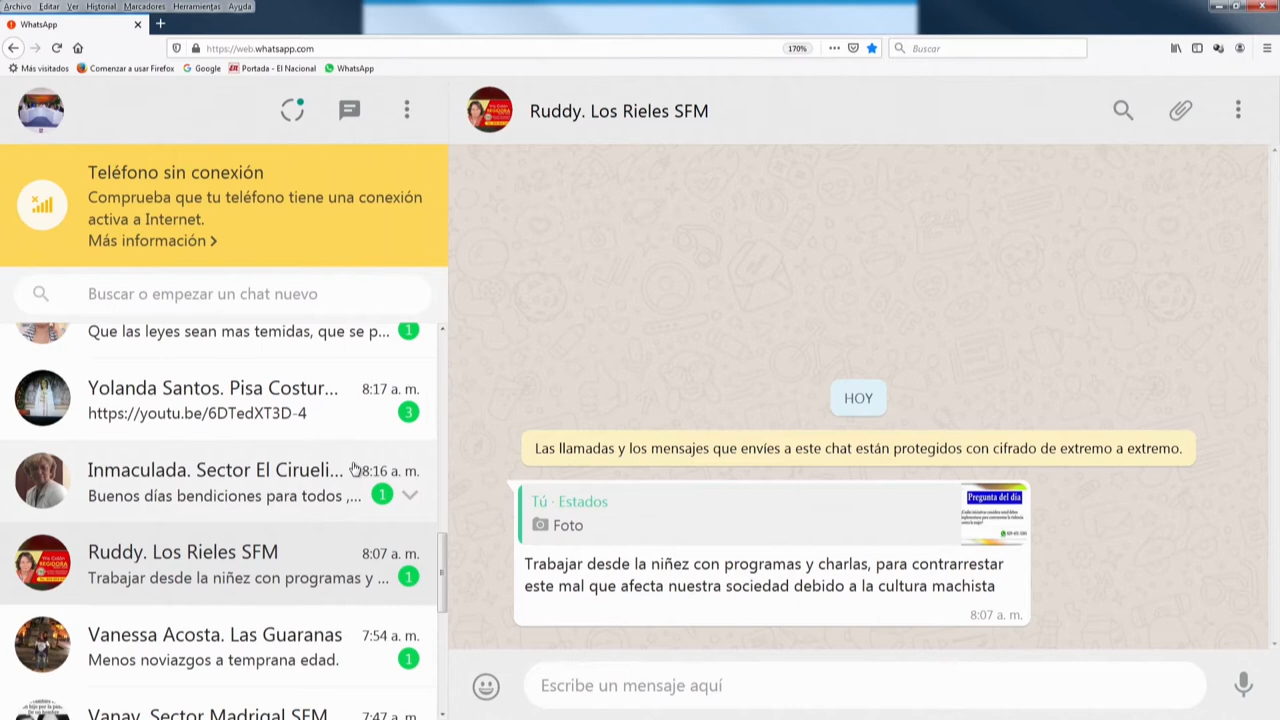 Archivo Editar Ver Historial Marcadores Herramientas Ayuda
WhatsApp
https://web.whatsapp.com
170%
Buscar
Más visitados
Comenzar a usar Firefox
Google
Portada - El Nacional
WhatsApp
Ruddy. Los Rieles SFM
Teléfono sin conexión
Comprueba que tu teléfono tiene una conexión
activa a Internet.
Más información
Buscar o empezar un chat nuevo
Que las leyes sean mas temidas, que se p...
1
Yolanda Santos. Pisa Costur...
8:17 a. m.
https://youtu.be/6DTedXT3D-4
3
Inmaculada. Sector El Cirueli...
8:16 a. m.
Buenos días bendiciones para todos ,...
1
Ruddy. Los Rieles SFM
8:07 a. m.
Trabajar desde la niñez con programas y ...
1
Vanessa Acosta. Las Guaranas
7:54 a. m.
Menos noviazgos a temprana edad.
1
Vanay. Sector Madrigal SFM
7:47 a. m.
HOY
Las llamadas y los mensajes que envíes a este chat están protegidos con cifrado de extremo a extremo.
Tú · Estados
Foto
Pregunta del día
Trabajar desde la niñez con programas y charlas, para contrarrestar
este mal que afecta nuestra sociedad debido a la cultura machista
8:07 a. m.
Escribe un mensaje aquí